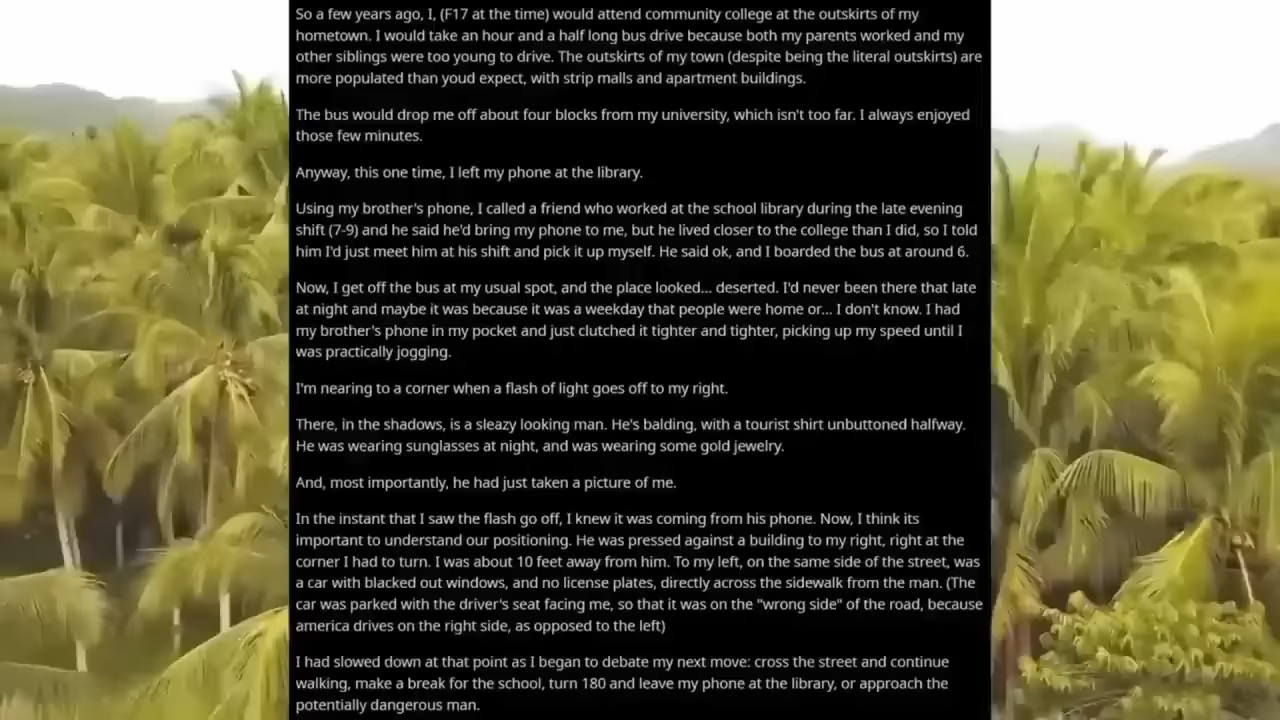 So a few years ago, I, (F17 at the time) would attend community college at the outskirts of my
hometown. I would take an hour and a half long bus drive because both my parents worked and my
other siblings were too young to drive. The outskirts of my town (despite being the literal outskirts) are
more populated than youd expect, with strip malls and apartment buildings.
The bus would drop me off about four blocks from my university, which isn't too far. I always enjoyed
those few minutes.
Anyway, this one time, I left my phone at the library.
Using my brother's phone, I called a friend who worked at the school library during the late evening
shift (7-9) and he said he'd bring my phone to me, but he lived closer to the college than I did, so I told
him I'd just meet him at his shift and pick it up myself. He said ok, and I boarded the bus at around 6.
Now, I get off the bus at my usual spot, and the place looked... deserted. I'd never been there that late
at night and maybe it was because it was a weekday that people were home or... I don't know. I had
my brother's phone in my pocket and just clutched it tighter and tighter, picking up my speed until I
was practically jogging.
I'm nearing to a corner when a flash of light goes off to my right.
There, in the shadows, is a sleazy looking man. He's balding, with a tourist shirt unbuttoned halfway.
He was wearing sunglasses at night, and was wearing some gold jewelry.
And, most importantly, he had just taken a picture of me.
In the instant that I saw the flash go off, I knew it was coming from his phone. Now, I think its
important to understand our positioning. He was pressed against a building to my right, right at the
corner I had to turn. I was about 10 feet away from him. To my left, on the same side of the street, was
a car with blacked out windows, and no license plates, directly across the sidewalk from the man. (The
car was parked with the driver's seat facing me, so that it was on the "wrong side" of the road, because
america drives on the right side, as opposed to the left)
I had slowed down at that point as I began to debate my next move: cross the street and continue
walking, make a break for the school, turn 180 and leave my phone at the library, or approach the
potentially dangerous man.